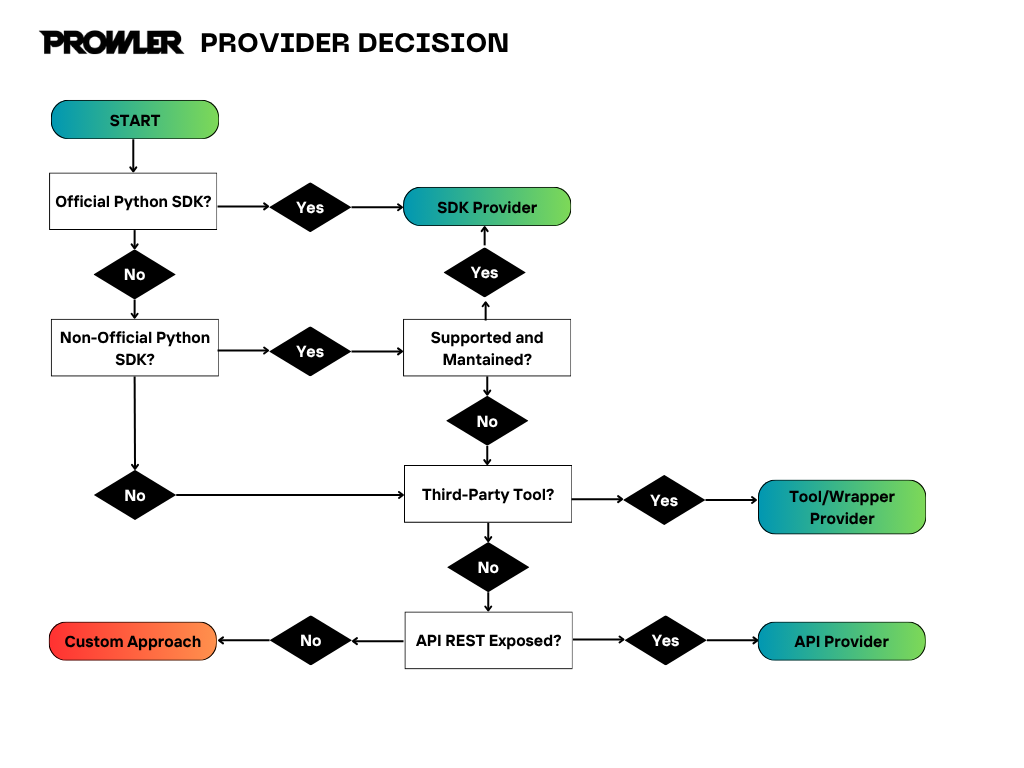 PROWLER PROVIDER DECISION
START
Official Python SDK?
Yes
SDK Provider
No
Yes
Non-Official Python
SDK?
Yes
Supported and
Mantained?
No
No
Third-Party Tool?
Yes
Tool/Wrapper
Provider
No
Custom Approach
No
API REST Exposed?
Yes
API Provider